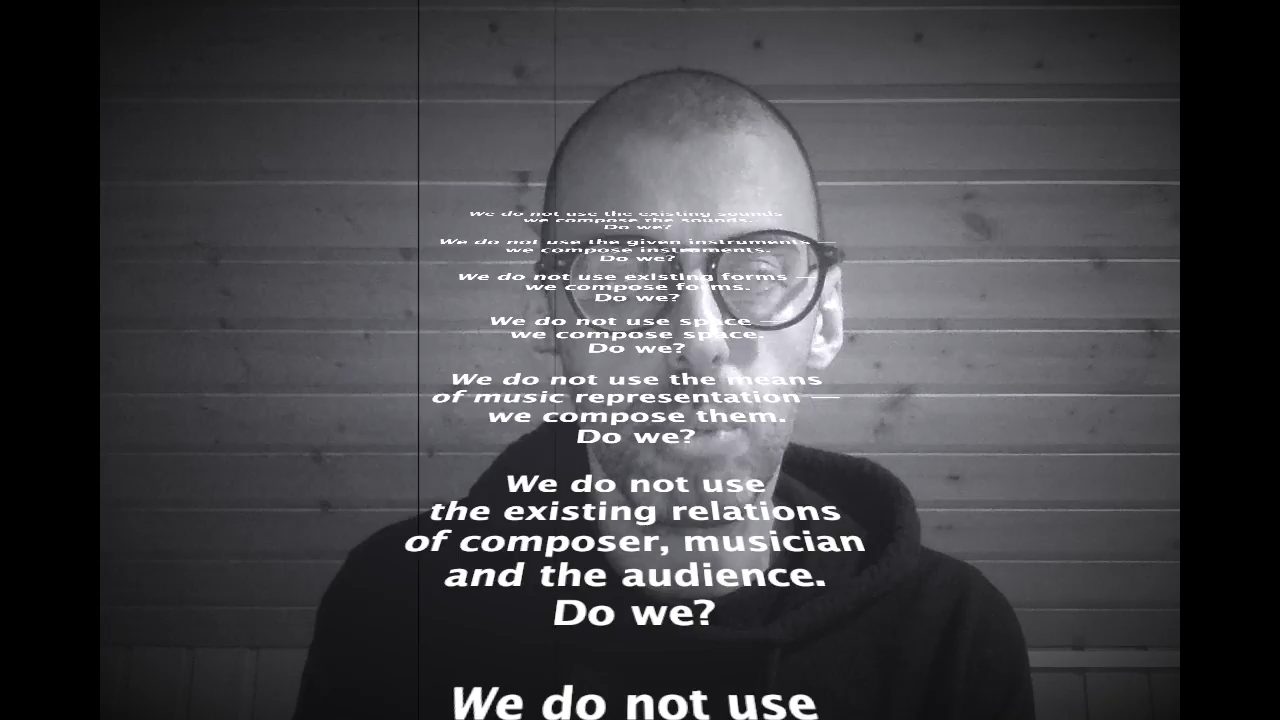 We do not use the existing sounds
we compose the sounds.
Do we?
We do not use the given instruments —
we compose instruments.
Do we?
We do not use existing forms —
we compose forms.
Do we?
We do not use space —
we compose space.
Do we?
We do not use the means
of music representation —
we compose them.
Do we?
We do not use
the existing relations
of composer, musician
and the audience.
Do we?
We do not use